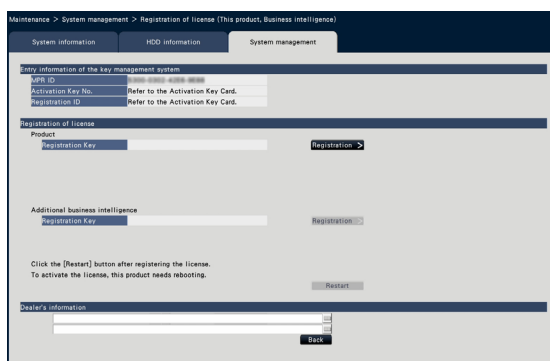 Maintenance > System management > Registration of license (This product, Business intelligence)
System information HDD information System management
Entry information of the key management system
MPR ID
Activation Key No. Refer to the Activation Key Card.
Registration ID Refer to the Activation Key Card.
Registration of license
Product
Registration Key Registration >
Additional business intelligence
Registration Key Registration >
Click the [Restart] button after registering the license.
To activate the license, this product needs rebooting.
Restart
Dealer's information
Back